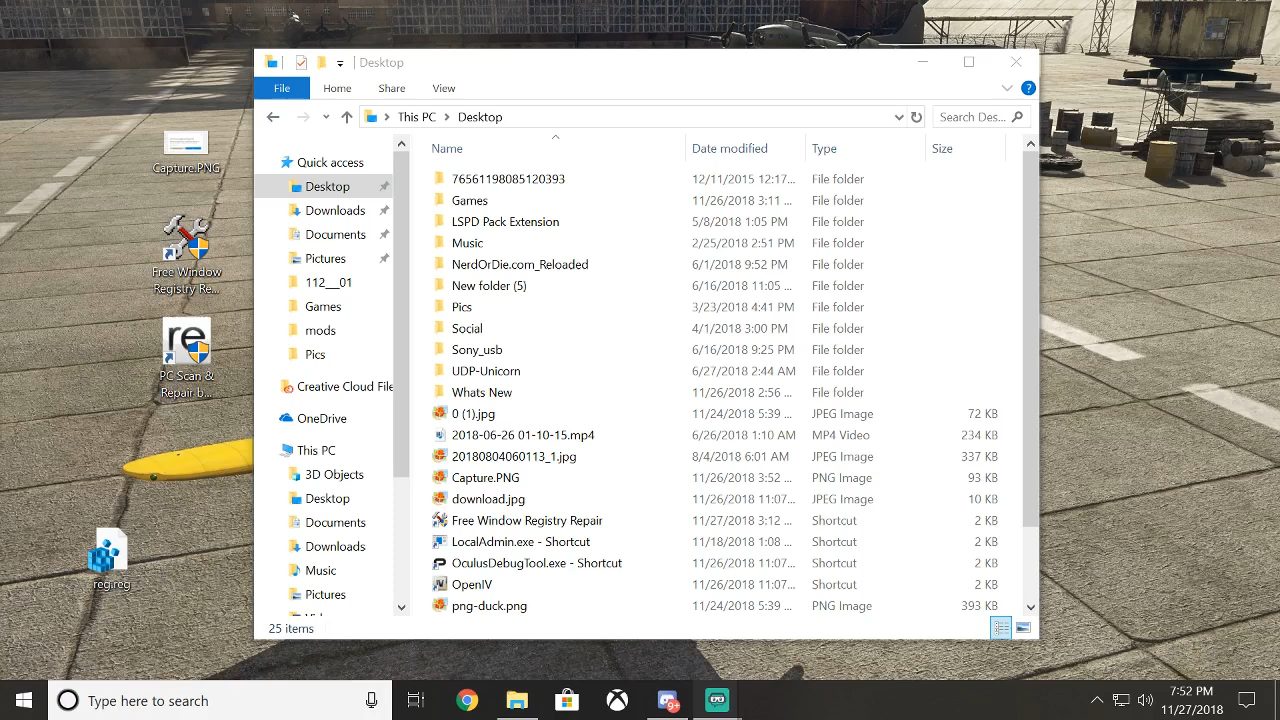 Desktop
File Home Share View
This PC Desktop Search Des...
Name Date modified Type Size
Quick access
Desktop
Downloads
Documents
Pictures
112__01
Games
mods
Pics
Creative Cloud File
OneDrive
This PC
3D Objects
Desktop
Documents
Downloads
Music
Pictures
76561198085120393 12/11/2015 12:17... File folder
Games 11/26/2018 3:11 ... File folder
LSPD Pack Extension 5/8/2018 1:05 PM File folder
Music 2/25/2018 2:51 PM File folder
NerdOrDie.com_Reloaded 6/1/2018 9:52 PM File folder
New folder (5) 6/16/2018 11:05 ... File folder
Pics 3/23/2018 4:41 PM File folder
Social 4/1/2018 3:00 PM File folder
Sony_usb 6/16/2018 9:25 PM File folder
UDP-Unicorn 6/27/2018 2:44 AM File folder
Whats New 11/26/2018 2:56 ... File folder
0 (1).jpg 11/24/2018 5:39 ... JPEG Image 72 KB
2018-06-26 01-10-15.mp4 6/26/2018 1:10 AM MP4 Video 234 KB
20180804060113_1.jpg 8/4/2018 6:01 AM JPEG Image 337 KB
Capture.PNG 11/26/2018 3:52 ... PNG Image 93 KB
download.jpg 11/26/2018 11:07... JPEG Image 10 KB
Free Window Registry Repair 11/27/2018 3:12 ... Shortcut 2 KB
LocalAdmin.exe - Shortcut 11/18/2018 1:08 ... Shortcut 2 KB
OculusDebugTool.exe - Shortcut 11/26/2018 11:07... Shortcut 2 KB
OpenIV 11/26/2018 11:07... Shortcut 2 KB
png-duck.png 11/24/2018 5:39 ... PNG Image 393 KB
25 items
Capture.PNG
Free Window
Registry Re...
re
PC Scan &
Repair b...
reg.reg
Type here to search
9+
7:52 PM
11/27/2018